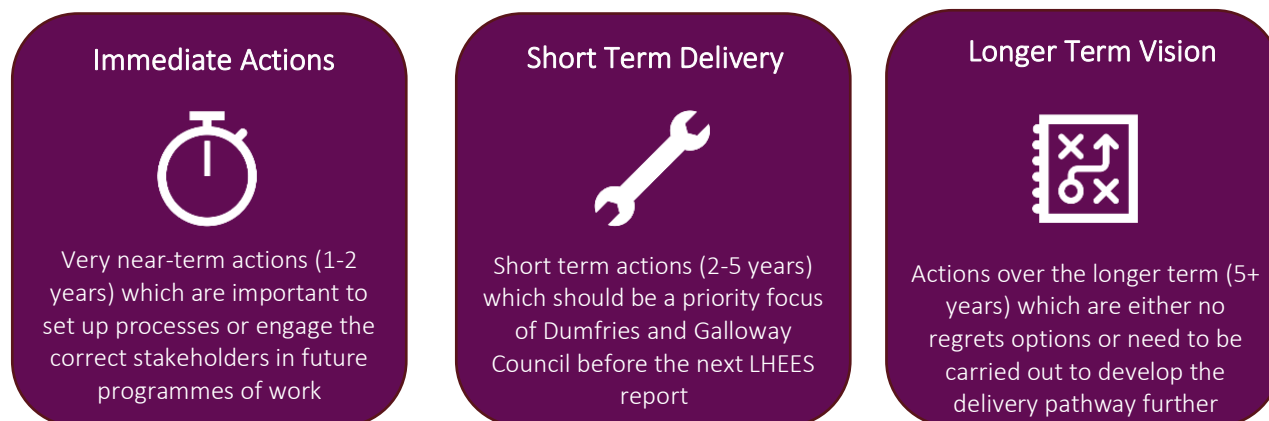 Immediate Actions
Very near-term actions (1-2
years) which are important to
set up processes or engage the
correct stakeholders in future
programmes of work
Short Term Delivery
Short term actions (2-5 years)
which should be a priority focus
of Dumfries and Galloway
Council before the next LHEES
report
Longer Term Vision
Actions over the longer term (5+
years) which are either no
regrets options or need to be
carried out to develop the
delivery pathway further